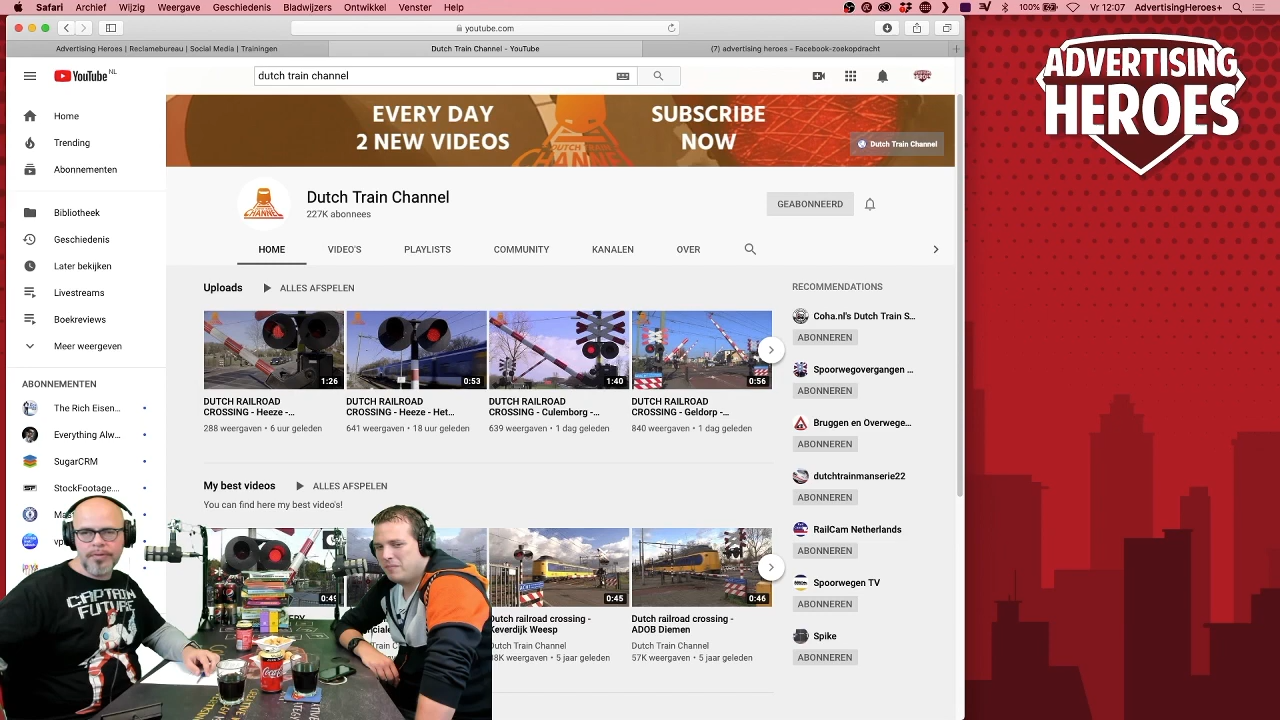 Safari Archief Wijzig Weergave Geschiedenis Bladwijzers Ontwikkel Venster Help
100% Vr 12:07 AdvertisingHeroes+
youtube.com
Advertising Heroes | Reclamebureau | Social Media | Trainingen
Dutch Train Channel - YouTube
(7) advertising heroes - Facebook-zoekopdracht
YouTube NL
dutch train channel
ADVERTISING
HEROES
EVERY DAY
2 NEW VIDEOS
DUTCH TRAIN
CHANNEL
SUBSCRIBE
NOW
Dutch Train Channel
Home
Trending
Abonnementen
Bibliotheek
Geschiedenis
Later bekijken
Livestreams
Boekreviews
Meer weergeven
ABONNEMENTEN
The Rich Eisen...
Everything Alw...
SugarCRM
StockFootage....
CHANNEL
Dutch Train Channel
227K abonnees
GEABONNEERD
HOME VIDEO'S PLAYLISTS COMMUNITY KANALEN OVER
Uploads ALLES AFSPELEN
1:26
0:53
1:40
0:56
DUTCH RAILROAD
CROSSING - Heeze -...
288 weergaven • 6 uur geleden
DUTCH RAILROAD
CROSSING - Heeze - Het...
641 weergaven • 18 uur geleden
DUTCH RAILROAD
CROSSING - Culemborg -...
639 weergaven • 1 dag geleden
DUTCH RAILROAD
CROSSING - Geldorp -...
840 weergaven • 1 dag geleden
My best videos ALLES AFSPELEN
You can find here my best video's!
0:45
0:46
Dutch railroad crossing -
Keverdijk Weesp
Dutch Train Channel
weergaven • 5 jaar geleden
Dutch railroad crossing -
ADOB Diemen
Dutch Train Channel
57K weergaven • 5 jaar geleden
RECOMMENDATIONS
Coha.nl's Dutch Train S...
ABONNEREN
Spoorwegovergangen ...
ABONNEREN
Bruggen en Overwege...
ABONNEREN
dutchtrainmanserie22
ABONNEREN
RailCam Netherlands
ABONNEREN
Spoorwegen TV
ABONNEREN
Spike
ABONNEREN
CAPTAIN
FUTURE
Coca-Cola